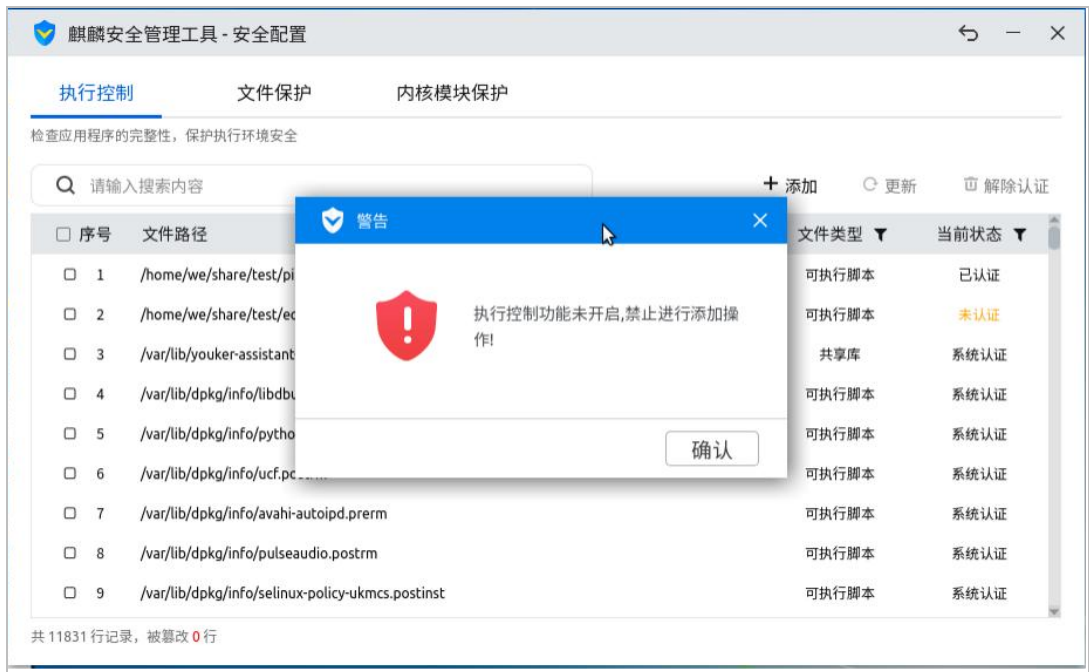 麒麟安全管理工具 - 安全配置
执行控制 文件保护 内核模块保护
检查应用程序的完整性，保护执行环境安全
请输入搜索内容 添加 更新 解除认证
序号 文件路径 文件类型 当前状态
警告
执行控制功能未开启,禁止进行添加操
作!
确认
1 /home/we/share/test/pi 可执行脚本 已认证
2 /home/we/share/test/ec 可执行脚本 未认证
3 /var/lib/youker-assistant 共享库 系统认证
4 /var/lib/dpkg/info/libdbu 可执行脚本 系统认证
5 /var/lib/dpkg/info/pytho 可执行脚本 系统认证
6 /var/lib/dpkg/info/ucf.postrm 可执行脚本 系统认证
7 /var/lib/dpkg/info/avahi-autoipd.prerm 可执行脚本 系统认证
8 /var/lib/dpkg/info/pulseaudio.postrm 可执行脚本 系统认证
9 /var/lib/dpkg/info/selinux-policy-ukmcs.postinst 可执行脚本 系统认证
共 11831 行记录，被篡改 0 行